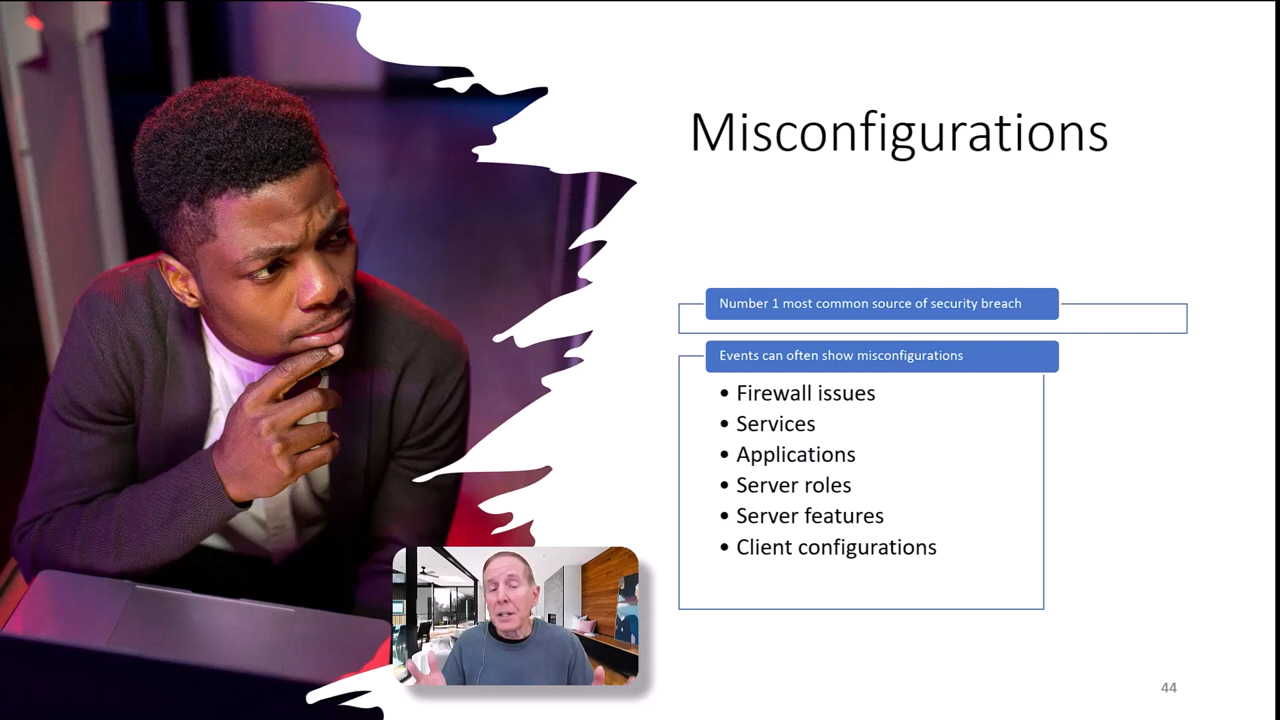 Misconfigurations
Number 1 most common source of security breach
Events can often show misconfigurations
• Firewall issues
• Services
• Applications
• Server roles
• Server features
• Client configurations
44